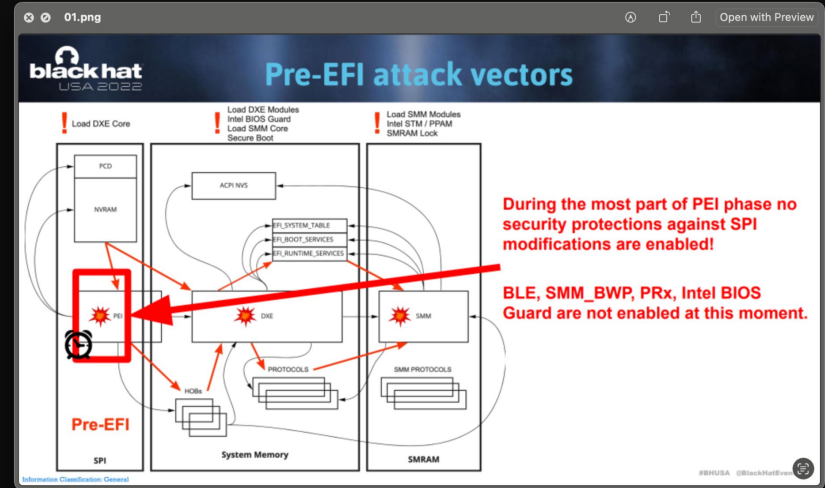 01.png
Open with Preview
black hat
USA 2022
Pre-EFI attack vectors
! Load DXE Core
! Load DXE Modules
Intel BIOS Guard
Load SMM Core
Secure Boot
! Load SMM Modules
Intel STM / PPAM
SMRAM Lock
PCD
NVRAM
ACPI NVS
EFI_SYSTEM_TABLE
EFI_BOOT_SERVICES
EFI_RUNTIME_SERVICES
PEI
DXE
SMM
HOBs
PROTOCOLS
SMM PROTOCOLS
Pre-EFI
SPI
System Memory
SMRAM
During the most part of PEI phase no
security protections against SPI
modifications are enabled!
BLE, SMM_BWP, PRx, Intel BIOS
Guard are not enabled at this moment.
Information Classification: General
#BHUSA @BlackHatEven